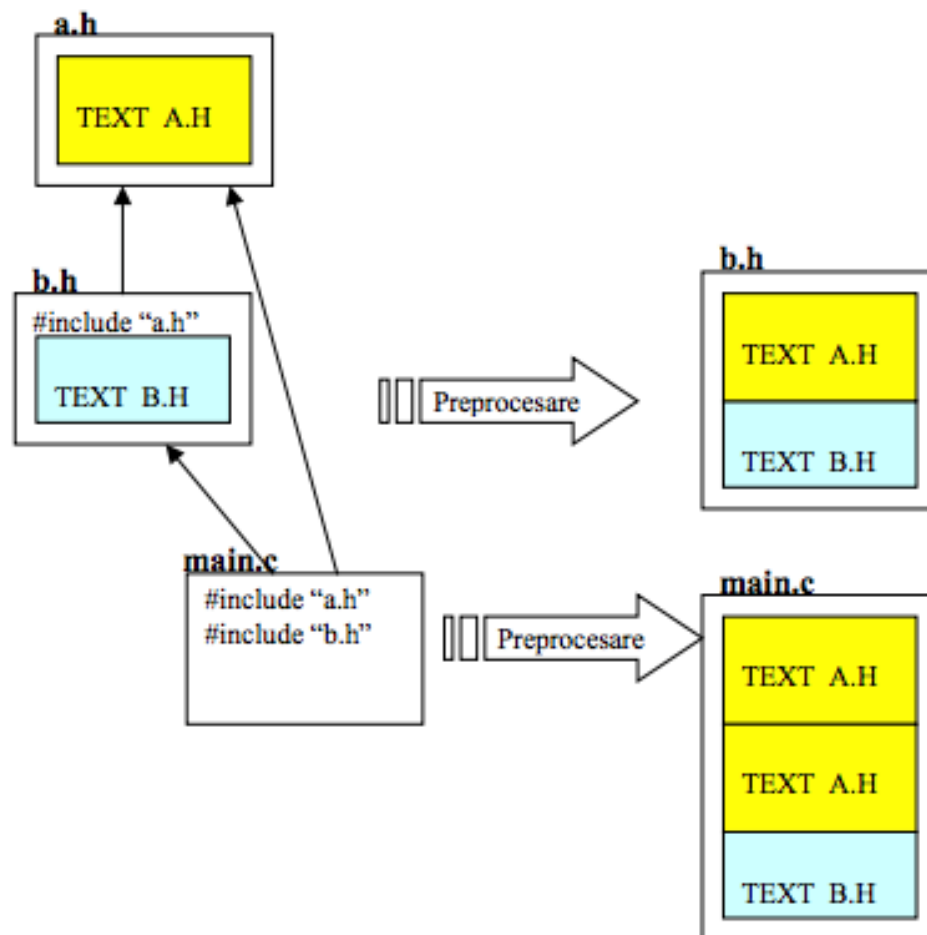 a.h
TEXT A.H
b.h
#include “a.h”
TEXT B.H
main.c
#include “a.h”
#include “b.h”
Preprocesare
b.h
TEXT A.H
TEXT B.H
Preprocesare
main.c
TEXT A.H
TEXT A.H
TEXT B.H